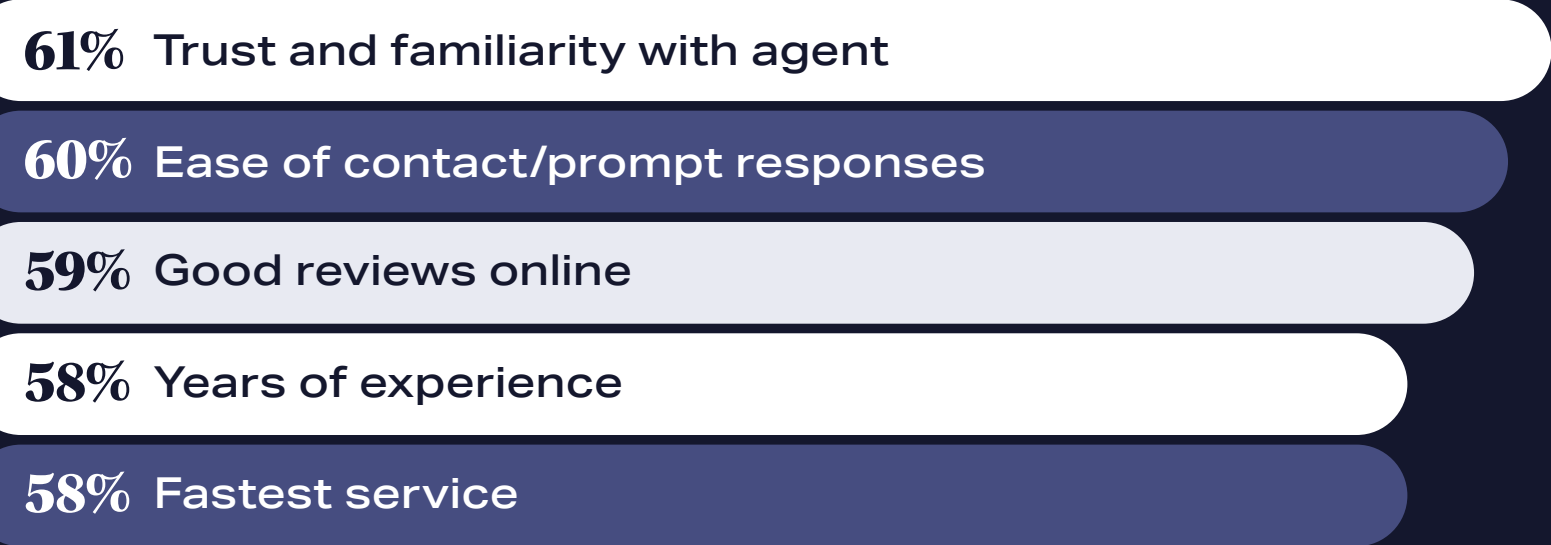 61% Trust and familiarity with agent
60% Ease of contact/prompt responses
59% Good reviews online
58% Years of experience
58% Fastest service